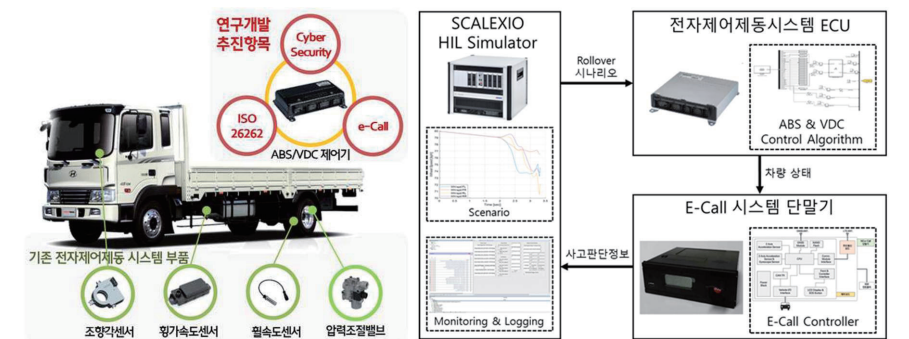 연구개발
추진항목
Cyber
Security
ISO
26262
e-Call
ABS/VDC 제어기
기존 전자제어제동 시스템 부품
조향각센서
횡가속도센서
휠속도센서
압력조절밸브
SCALEXIO
HIL Simulator
Scenario
Monitoring & Logging
Rollover
시나리오
사고판단정보
전자제어제동시스템 ECU
ABS & VDC
Control Algorithm
차량 상태
E-Call 시스템 단말기
E-Call Controller